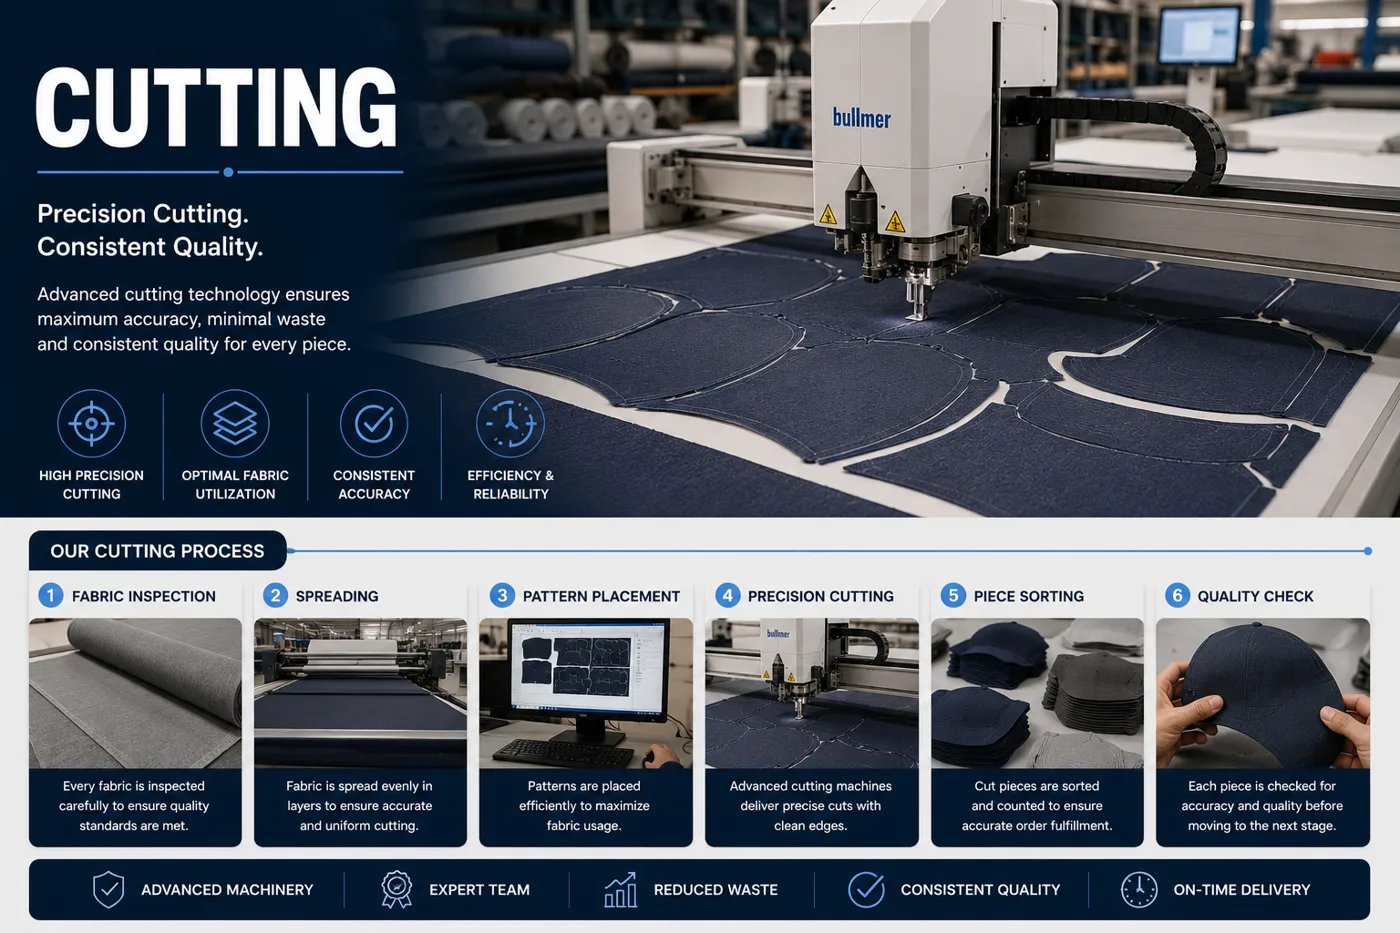 CUTTING
Precision Cutting.
Consistent Quality.
Advanced cutting technology ensures
maximum accuracy, minimal waste
and consistent quality for every piece.
HIGH PRECISION
CUTTING
OPTIMAL FABRIC
UTILIZATION
CONSISTENT
ACCURACY
EFFICIENCY &
RELIABILITY
bullmer
OUR CUTTING PROCESS
1 FABRIC INSPECTION
Every fabric is inspected
carefully to ensure quality
standards are met.
2 SPREADING
Fabric is spread evenly in
layers to ensure accurate
and uniform cutting.
3 PATTERN PLACEMENT
Patterns are placed
efficiently to maximize
fabric usage.
4 PRECISION CUTTING
bullmer
Advanced cutting machines
deliver precise cuts with
clean edges.
5 PIECE SORTING
Cut pieces are sorted
and counted to ensure
accurate order fulfillment.
6 QUALITY CHECK
Each piece is checked for
accuracy and quality before
moving to the next stage.
ADVANCED MACHINERY
EXPERT TEAM
REDUCED WASTE
CONSISTENT QUALITY
ON-TIME DELIVERY